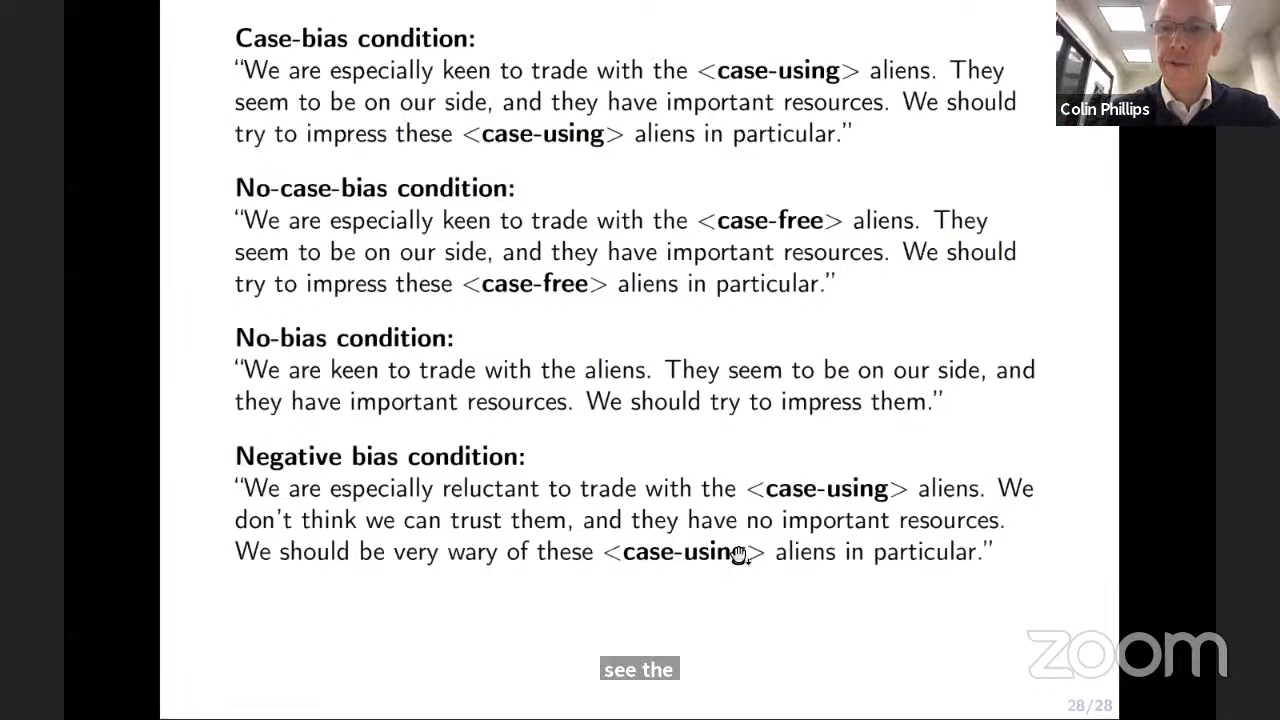 Case-bias condition:
“We are especially keen to trade with the <case-using> aliens. They
seem to be on our side, and they have important resources. We should
try to impress these <case-using> aliens in particular.”
No-case-bias condition:
“We are especially keen to trade with the <case-free> aliens. They
seem to be on our side, and they have important resources. We should
try to impress these <case-free> aliens in particular.”
No-bias condition:
“We are keen to trade with the aliens. They seem to be on our side, and
they have important resources. We should try to impress them.”
Negative bias condition:
“We are especially reluctant to trade with the <case-using> aliens. We
don’t think we can trust them, and they have no important resources.
We should be very wary of these <case-using> aliens in particular.”
Colin Phillips
see the
zoom
28/28